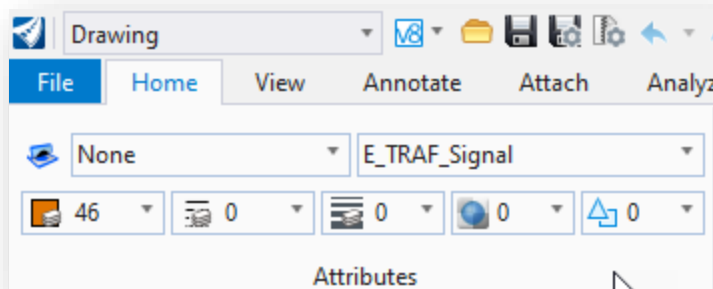 Drawing V8
File Home View Annotate Attach
None E_TRAF_Signal
46 0 0 0 0
Attributes